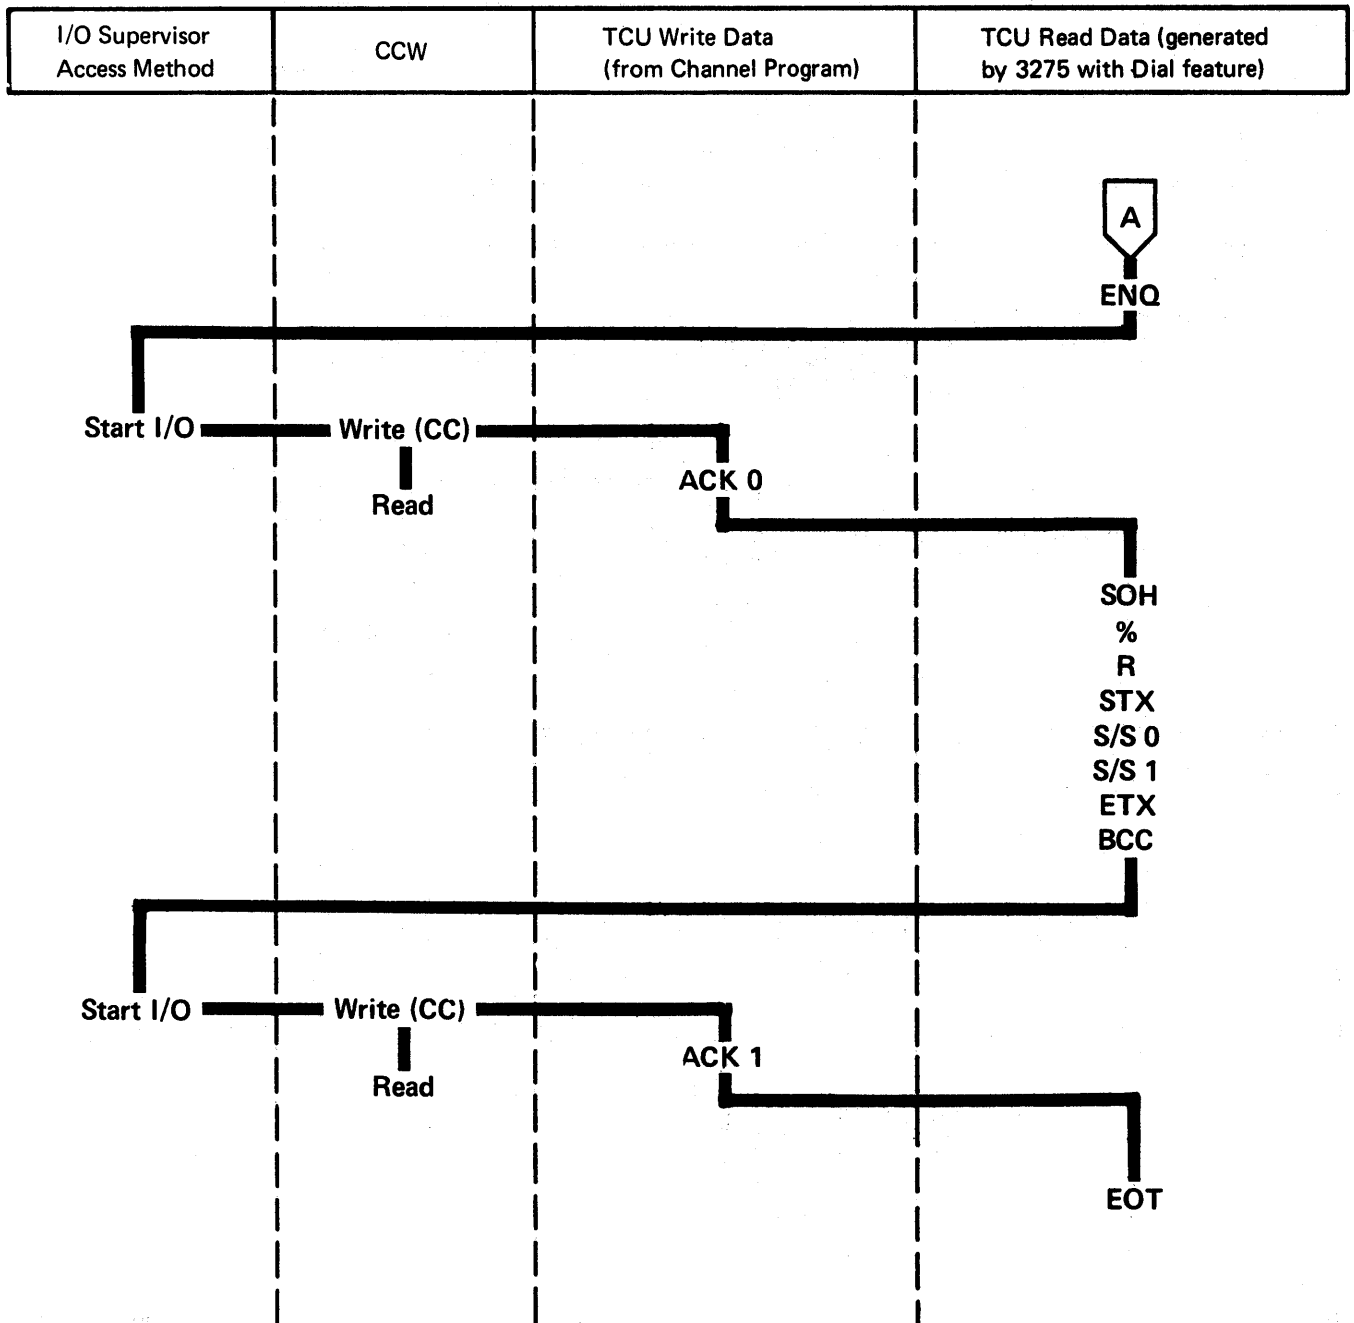 I/O Supervisor
Access Method
CCW
TCU Write Data
(from Channel Program)
TCU Read Data (generated
by 3275 with Dial feature)
A
ENQ
Start I/O
Write (CC)
Read
ACK 0
SOH
%
R
STX
S/S 0
S/S 1
ETX
BCC
Start I/O
Write (CC)
Read
ACK 1
EOT